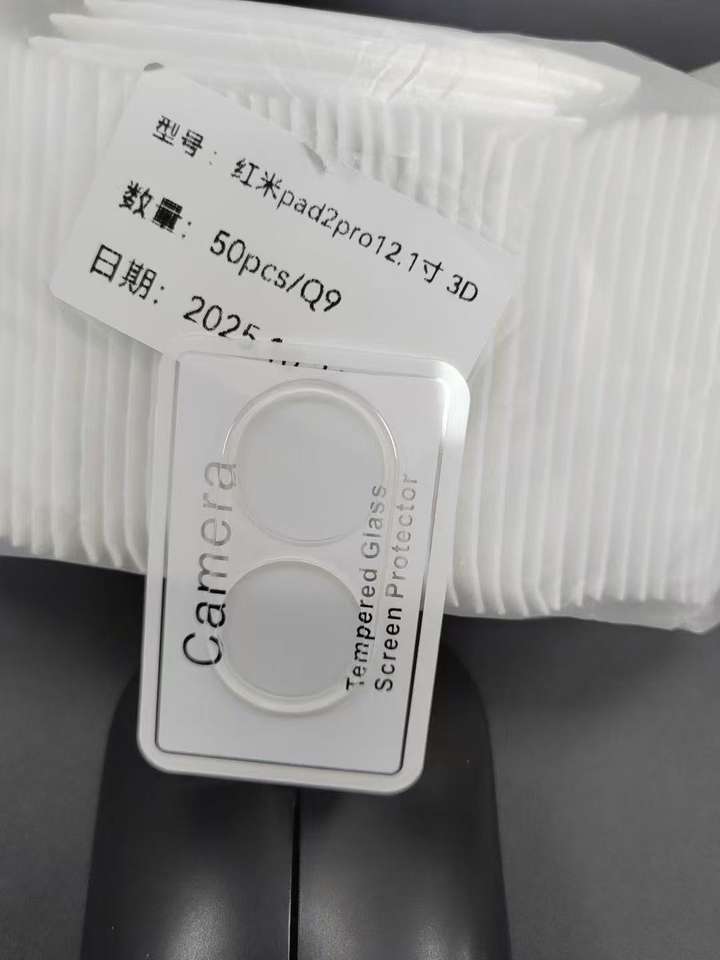 型号：红米pad2pro12.1寸 3D
数量：50pcs/Q9
日期：2025
Camera
Tempered Glass
Screen Protector